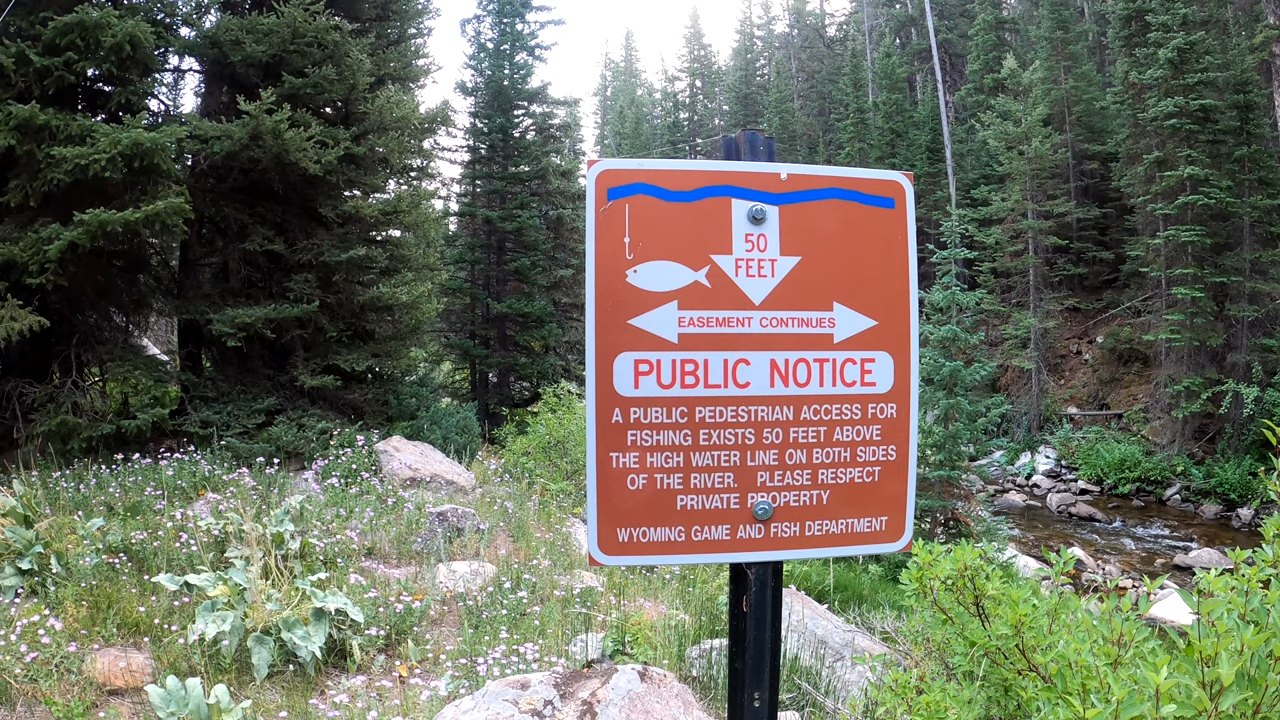 50
FEET
EASEMENT CONTINUES
PUBLIC NOTICE
A PUBLIC PEDESTRIAN ACCESS FOR
FISHING EXISTS 50 FEET ABOVE
THE HIGH WATER LINE ON BOTH SIDES
OF THE RIVER. PLEASE RESPECT
PRIVATE PROPERTY
WYOMING GAME AND FISH DEPARTMENT